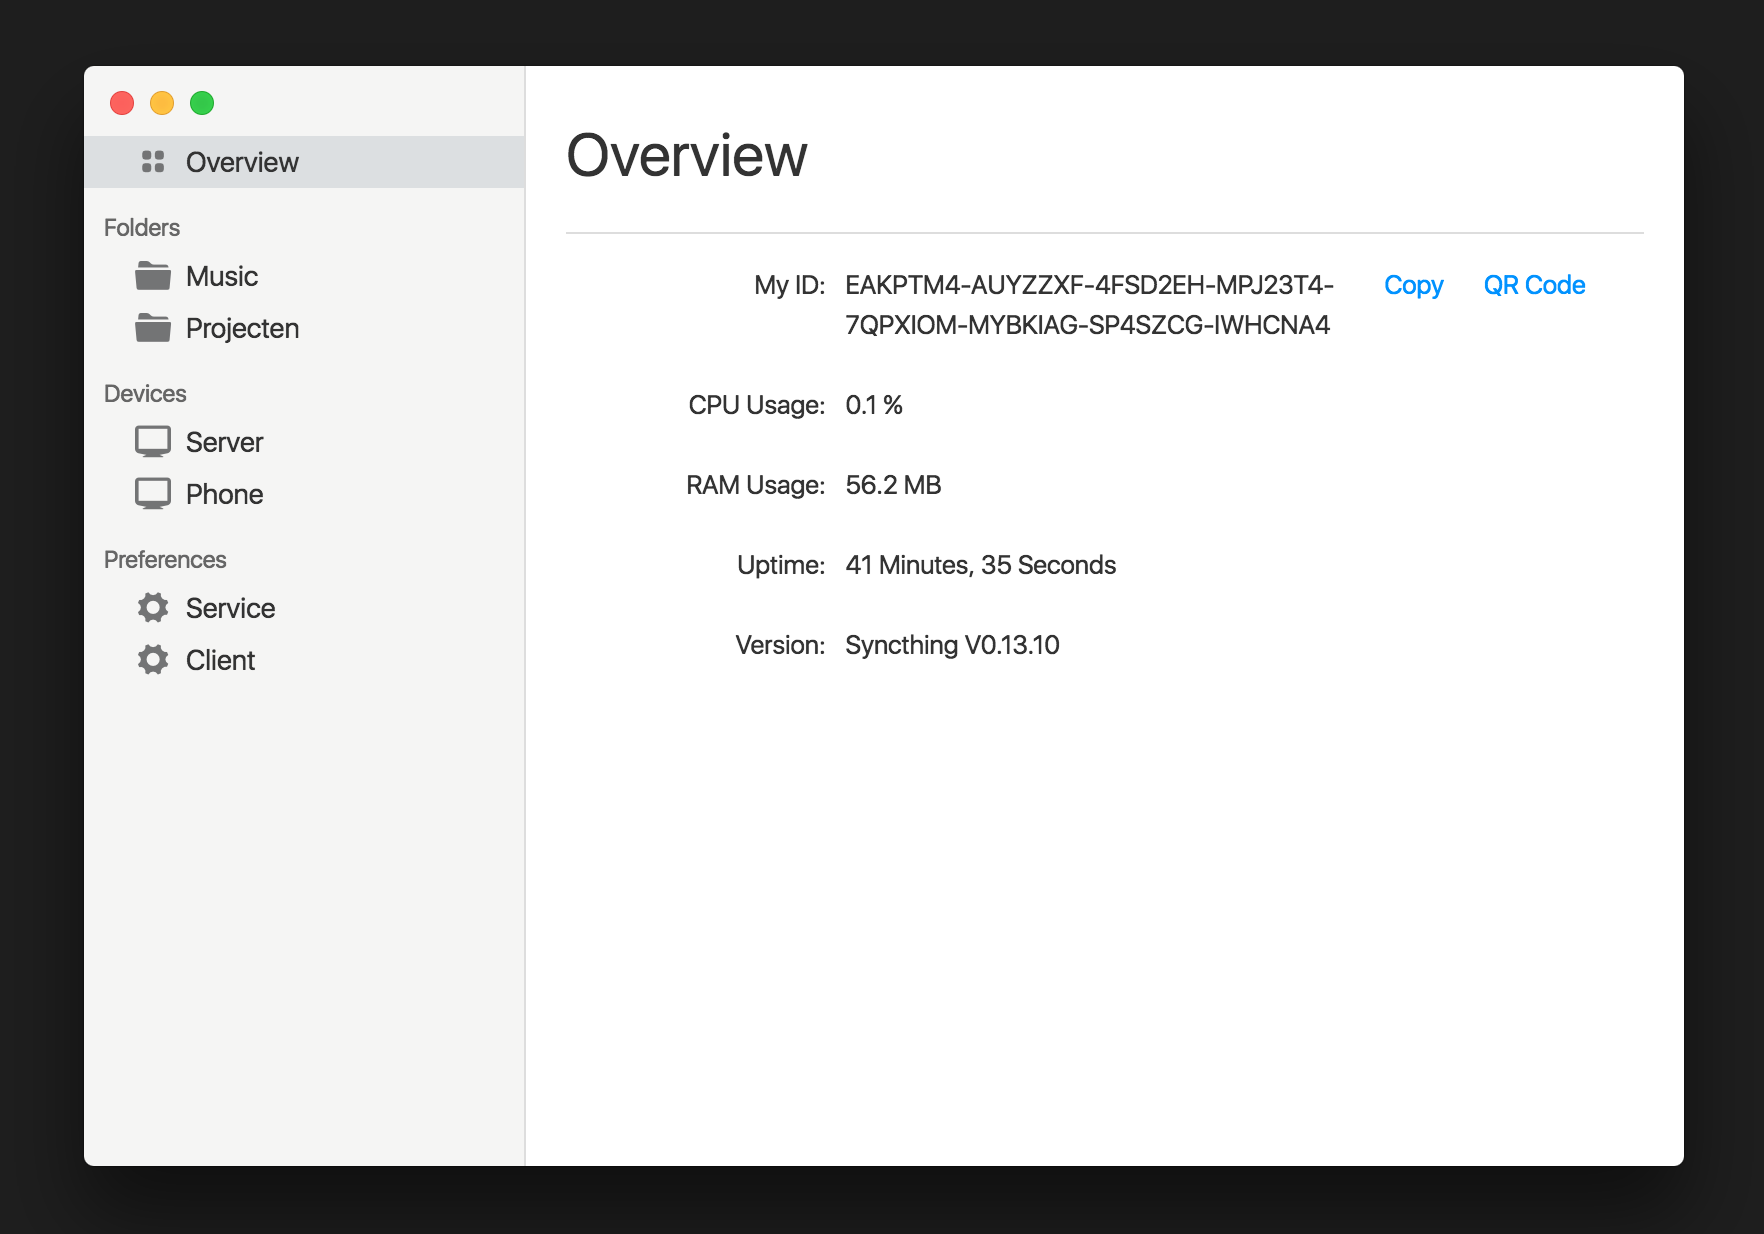 Overview
Folders
Music
Projecten
Devices
Server
Phone
Preferences
Service
Client
Overview
My ID: EAKPTM4-AUYZZXF-4FSD2EH-MPJ23T4- Copy QR Code
7QPXIOM-MYBKIAG-SP4SZCG-IWHCNA4
CPU Usage: 0.1 %
RAM Usage: 56.2 MB
Uptime: 41 Minutes, 35 Seconds
Version: Syncthing V0.13.10